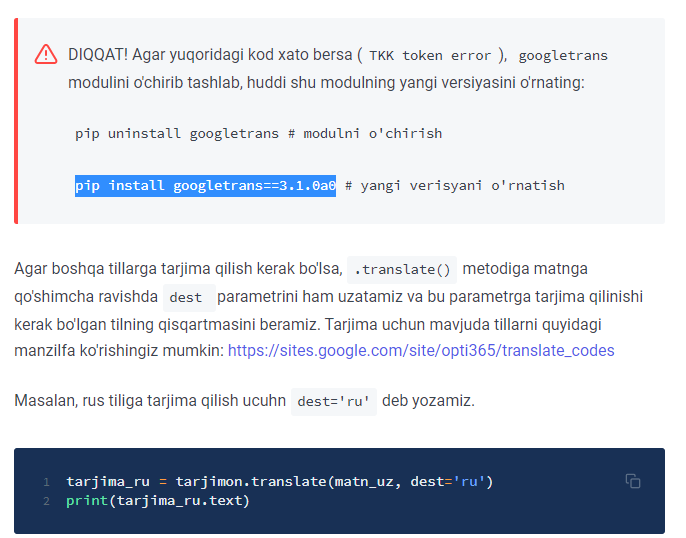 DIQQAT! Agar yuqoridagi kod xato bersa ( TKK token error ), googletrans
modulini o'chirib tashlab, huddi shu modulning yangi versiyasini o'rnating:
pip uninstall googletrans # modulni o'chirish
pip install googletrans==3.1.0a0 # yangi verisyani o'rnatish
Agar boshqa tillarga tarjima qilish kerak bo'lsa, .translate() metodiga matnga
qo'shimcha ravishda dest parametrini ham uzatamiz va bu parametrga tarjima qilinishi
kerak bo'lgan tilning qisqartmasini beramiz. Tarjima uchun mavjuda tillarni quyidagi
manzilfa ko'rishingiz mumkin: https://sites.google.com/site/opti365/translate_codes
Masalan, rus tiliga tarjima qilish ucuhn dest='ru' deb yozamiz.
1 tarjima_ru = tarjimon.translate(matn_uz, dest='ru')
2 print(tarjima_ru.text)